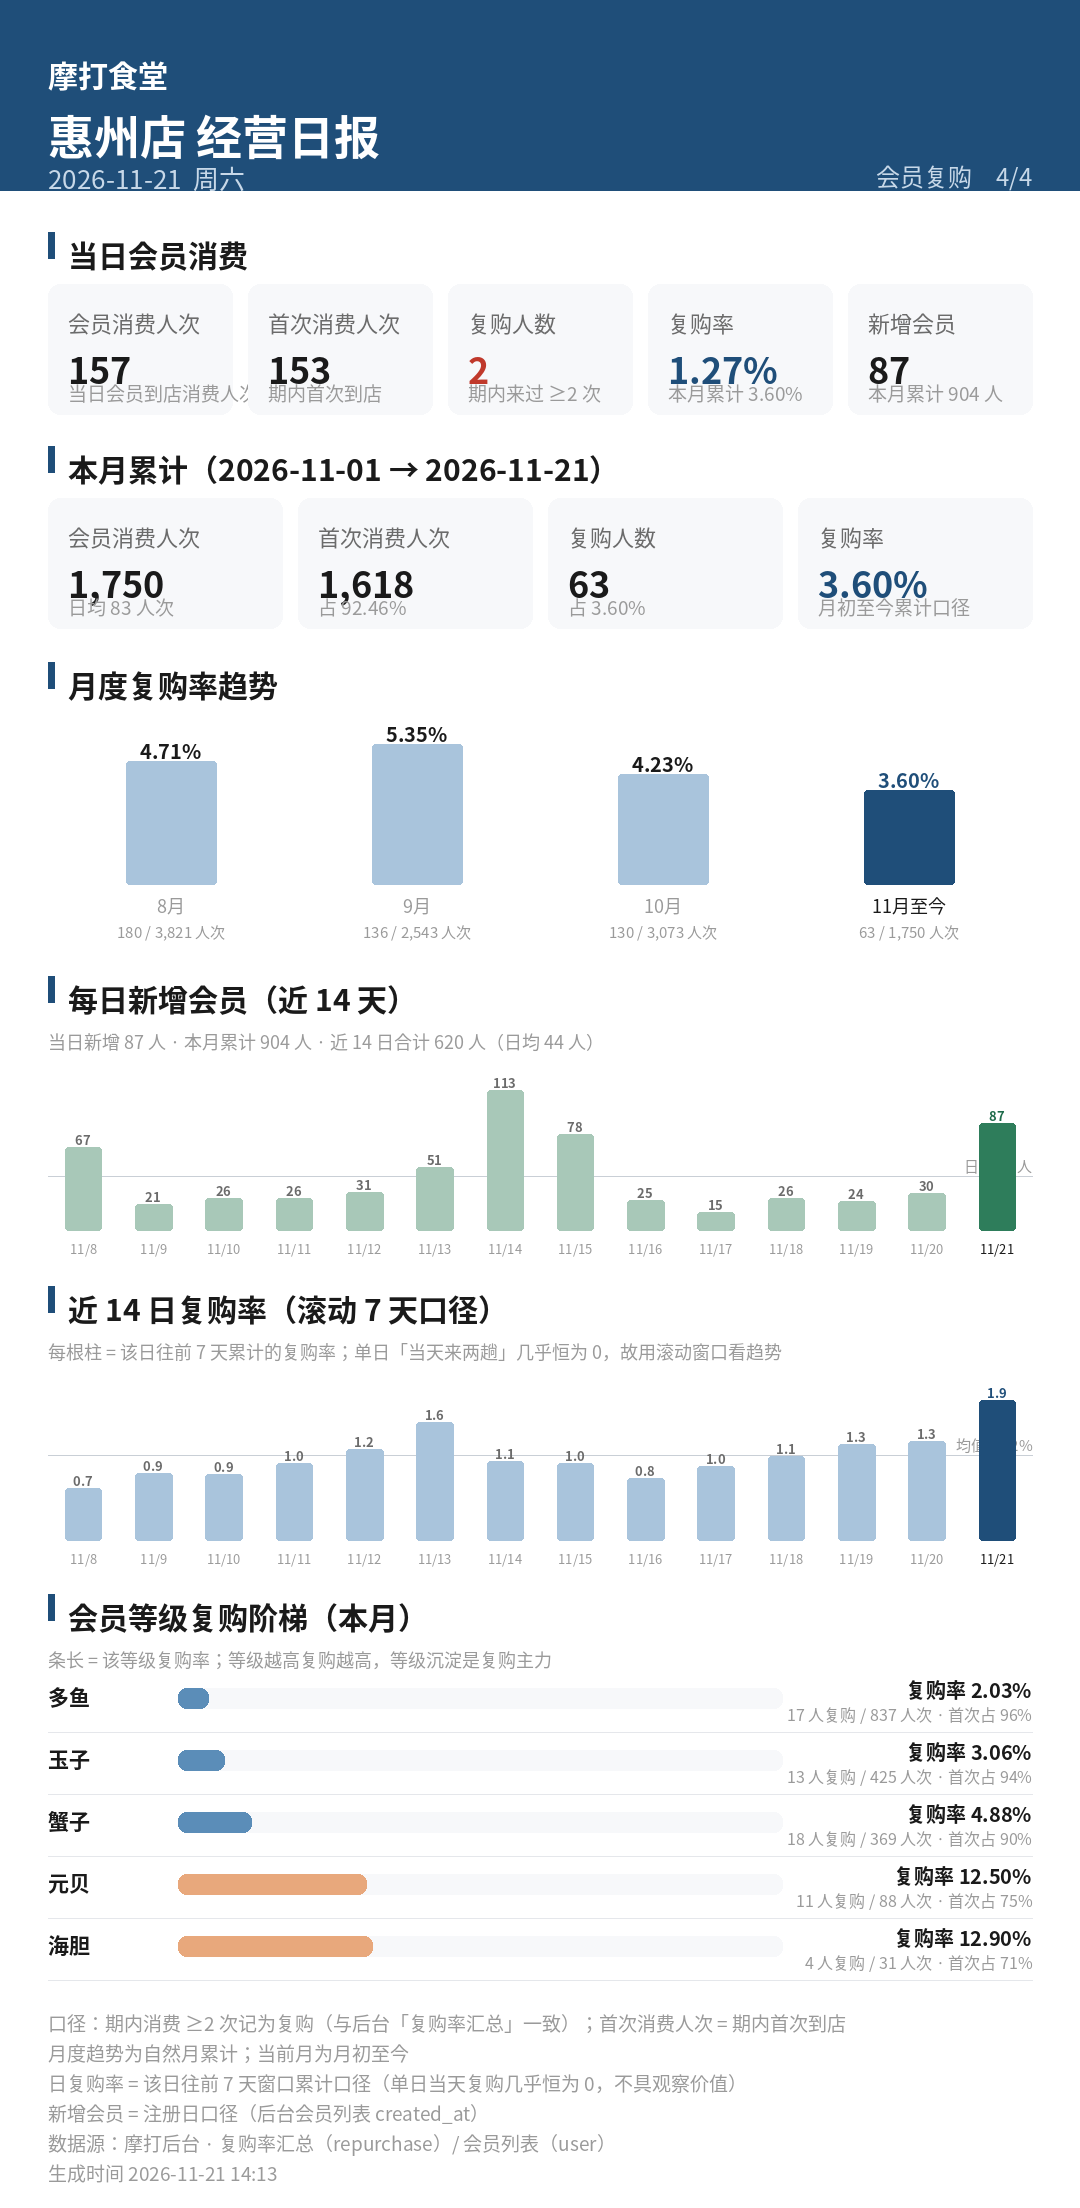 摩打食堂
惠州店 经营日报
2026-11-21 周六
会员复购 4/4
当日会员消费
会员消费人次 首次消费人次 复购人数 复购率 新增会员
157 153 2 1.27% 87
当日会员到店消费人次 期内首次到店 期内来过 ≥2 次 本月累计 3.60% 本月累计 904 人
本月累计（2026-11-01 → 2026-11-21）
会员消费人次 首次消费人次 复购人数 复购率
1,750 1,618 63 3.60%
日均 83 人次 占 92.46% 占 3.60% 月初至今累计口径
月度复购率趋势
4.71% 5.35% 4.23% 3.60%
8月 9月 10月 11月至今
180 / 3,821 人次 136 / 2,543 人次 130 / 3,073 人次 63 / 1,750 人次
每日新增会员（近 14 天）
当日新增 87 人 · 本月累计 904 人 · 近 14 日合计 620 人（日均 44 人）
67 21 26 26 31 51 113 78 25 15 26 24 30 87
日 人
11/8 11/9 11/10 11/11 11/12 11/13 11/14 11/15 11/16 11/17 11/18 11/19 11/20 11/21
近 14 日复购率（滚动 7 天口径）
每根柱 = 该日往前 7 天累计的复购率；单日「当天来两趟」几乎恒为 0，故用滚动窗口看趋势
0.7 0.9 0.9 1.0 1.2 1.6 1.1 1.0 0.8 1.0 1.1 1.3 1.3 1.9
均值 %
11/8 11/9 11/10 11/11 11/12 11/13 11/14 11/15 11/16 11/17 11/18 11/19 11/20 11/21
会员等级复购阶梯（本月）
条长 = 该等级复购率；等级越高复购越高，等级沉淀是复购主力
多鱼 复购率 2.03%
17 人复购 / 837 人次 · 首次占 96%
玉子 复购率 3.06%
13 人复购 / 425 人次 · 首次占 94%
蟹子 复购率 4.88%
18 人复购 / 369 人次 · 首次占 90%
元贝 复购率 12.50%
11 人复购 / 88 人次 · 首次占 75%
海胆 复购率 12.90%
4 人复购 / 31 人次 · 首次占 71%
口径：期内消费 ≥2 次记为复购（与后台「复购率汇总」一致）；首次消费人次 = 期内首次到店
月度趋势为自然月累计；当前月为月初至今
日复购率 = 该日往前 7 天窗口累计口径（单日当天复购几乎恒为 0，不具观察价值）
新增会员 = 注册日口径（后台会员列表 created_at）
数据源：摩打后台 · 复购率汇总（repurchase）/ 会员列表（user）
生成时间 2026-11-21 14:13